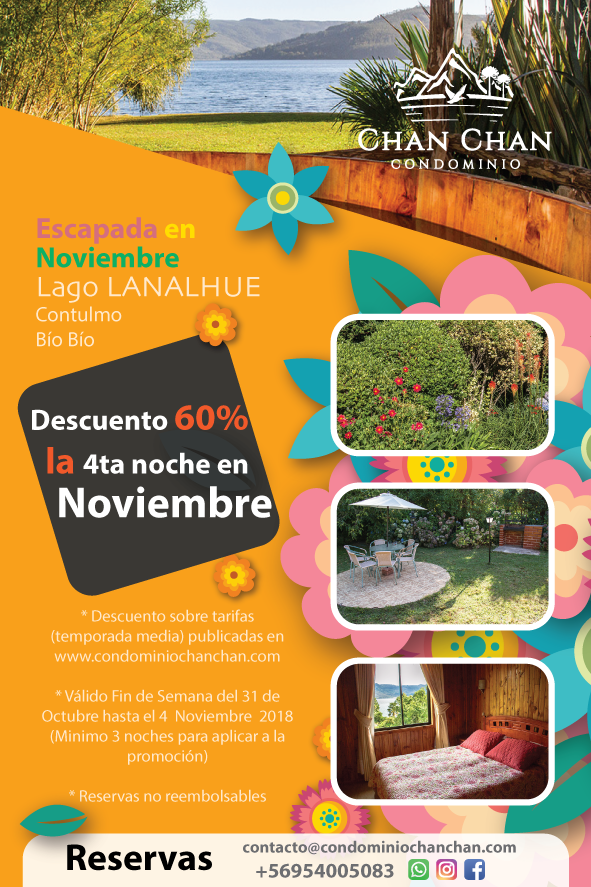 CHAN CHAN
CONDOMINIO
Escapada en
Noviembre
Lago LANALHUE
Contulmo
Bío Bío
Descuento 60%
la 4ta noche en
Noviembre
* Descuento sobre tarifas
(temporada media) publicadas en
www.condominiochanchan.com
* Válido Fin de Semana del 31 de
Octubre hasta el 4 Noviembre 2018
(Minimo 3 noches para aplicar a la
promoción)
* Reservas no reembolsables
Reservas
contacto@condominiochanchan.com
+56954005083